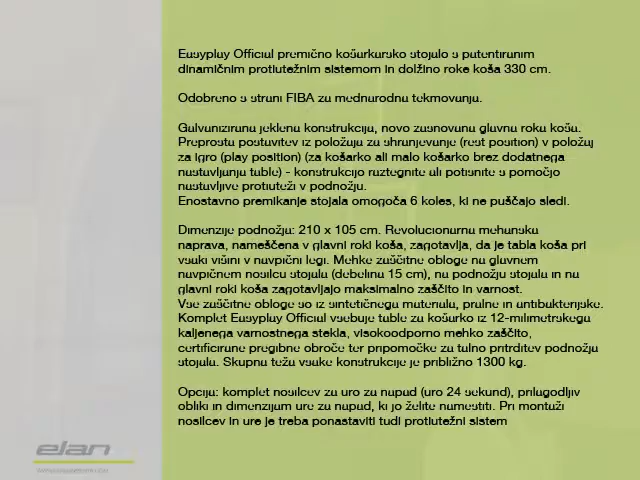 Easyplay Official premično košarkarsko stojalo s patentiranim
dinamičnim protiutežnim sistemom in dolžino roke koša 330 cm.
Odobreno s strani FIBA za mednarodna tekmovanja.
Galvanizirana jeklena konstrukcija, novo zasnovana glavna roka koša.
Preprosta postavitev iz položaja za shranjevanje (rest position) v položaj
za igro (play position) (za košarko ali malo košarko brez dodatnega
nastavljanja table) - konstrukcijo raztegnite ali potisnite s pomočjo
nastavljive protiuteži v podnožju.
Enostavno premikanje stojala omogoča 6 koles, ki ne puščajo sledi.
Dimenzije podnožja: 210 x 105 cm. Revolucionarna mehanska
naprava, nameščena v glavni roki koša, zagotavlja, da je tabla koša pri
vsaki višini v navpični legi. Mehke zaščitne obloge na glavnem
navpičnem nosilcu stojala (debelina 15 cm), na podnožju stojala in na
glavni roki koša zagotavljajo maksimalno zaščito in varnost.
Vse zaščitne obloge so iz sintetičnega materiala, pralne in antibakterijske.
Komplet Easyplay Official vsebuje table za košarko iz 12-milimetrskega
kaljenega varnostnega stekla, visokoodporno mehko zaščito,
certificirane pregibne obroče ter pripomočke za talno pritrditev podnožja
stojala. Skupna teža vsake konstrukcije je približno 1300 kg.
Opcija: komplet nosilcev za uro za napad (uro 24 sekund), prilagodljiv
obliki in dimenzijam ure za napad, ki jo želite namestiti. Pri montaži
nosilcev in ure je treba ponastaviti tudi protiutežni sistem
elan